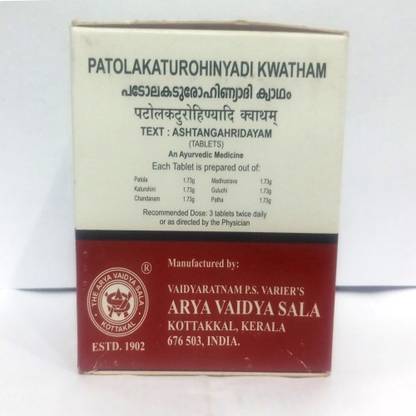 PATOLAKATUROHINYADI KWATHAM
പടോലകടുരോഹിണ്യാദി ക്വാഥം
पटोलकटुरोहिण्यादि क्वाथम्
TEXT : ASHTANGAHRIDAYAM
(TABLETS)
An Ayurvedic Medicine
Each Tablet is prepared out of:
Patola 1.73g Madhusrava 1.73g
Katurohini 1.73g Guluchi 1.73g
Chandanam 1.73g Patha 1.73g
Recommended Dose: 3 tablets twice daily
or as directed by the Physician
Manufactured by:
VAIDYARATNAM P.S. VARIER'S
ARYA VAIDYA SALA
KOTTAKKAL, KERALA
676 503, INDIA.
®
THE ARYA VAIDYA SALA
KOTTAKAL
ESTD. 1902